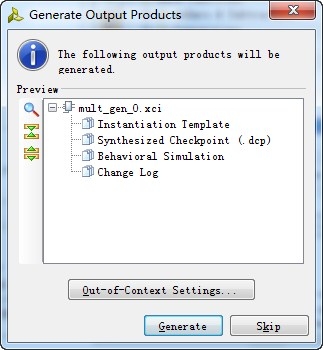 Generate Output Products
The following output products will be
generated.
Preview
mult_gen_0.xci
Instantiation Template
Synthesized Checkpoint (.dcp)
Behavioral Simulation
Change Log
Out-of-Context Settings...
Generate
Skip